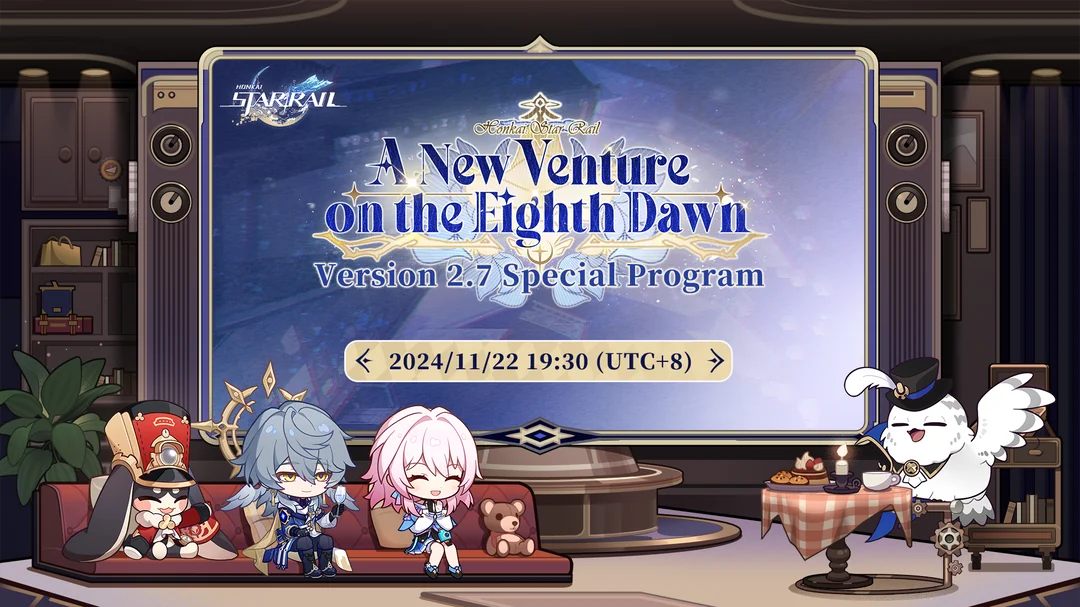 HONKAI
STAR RAIL
Honkai: Star Rail
A New Venture
on the Eighth Dawn
Version 2.7 Special Program
2024/11/22 19:30 (UTC+8)